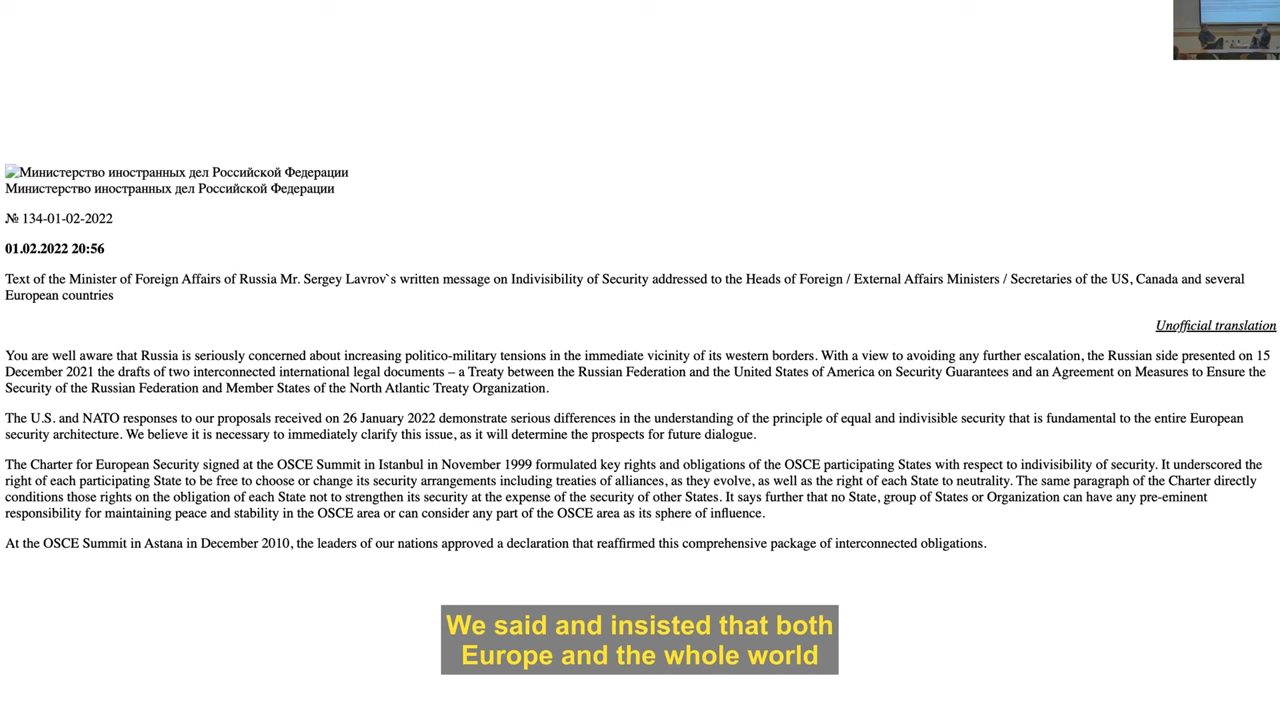 Министерство иностранных дел Российской Федерации
Министерство иностранных дел Российской Федерации
№ 134-01-02-2022
01.02.2022 20:56
Text of the Minister of Foreign Affairs of Russia Mr. Sergey Lavrov`s written message on Indivisibility of Security addressed to the Heads of Foreign / External Affairs Ministers / Secretaries of the US, Canada and several
European countries
Unofficial translation
You are well aware that Russia is seriously concerned about increasing politico-military tensions in the immediate vicinity of its western borders. With a view to avoiding any further escalation, the Russian side presented on 15
December 2021 the drafts of two interconnected international legal documents – a Treaty between the Russian Federation and the United States of America on Security Guarantees and an Agreement on Measures to Ensure the
Security of the Russian Federation and Member States of the North Atlantic Treaty Organization.
The U.S. and NATO responses to our proposals received on 26 January 2022 demonstrate serious differences in the understanding of the principle of equal and indivisible security that is fundamental to the entire European
security architecture. We believe it is necessary to immediately clarify this issue, as it will determine the prospects for future dialogue.
The Charter for European Security signed at the OSCE Summit in Istanbul in November 1999 formulated key rights and obligations of the OSCE participating States with respect to indivisibility of security. It underscored the
right of each participating State to be free to choose or change its security arrangements including treaties of alliances, as they evolve, as well as the right of each State to neutrality. The same paragraph of the Charter directly
conditions those rights on the obligation of each State not to strengthen its security at the expense of the security of other States. It says further that no State, group of States or Organization can have any pre-eminent
responsibility for maintaining peace and stability in the OSCE area or can consider any part of the OSCE area as its sphere of influence.
At the OSCE Summit in Astana in December 2010, the leaders of our nations approved a declaration that reaffirmed this comprehensive package of interconnected obligations.
We said and insisted that both
Europe and the whole world